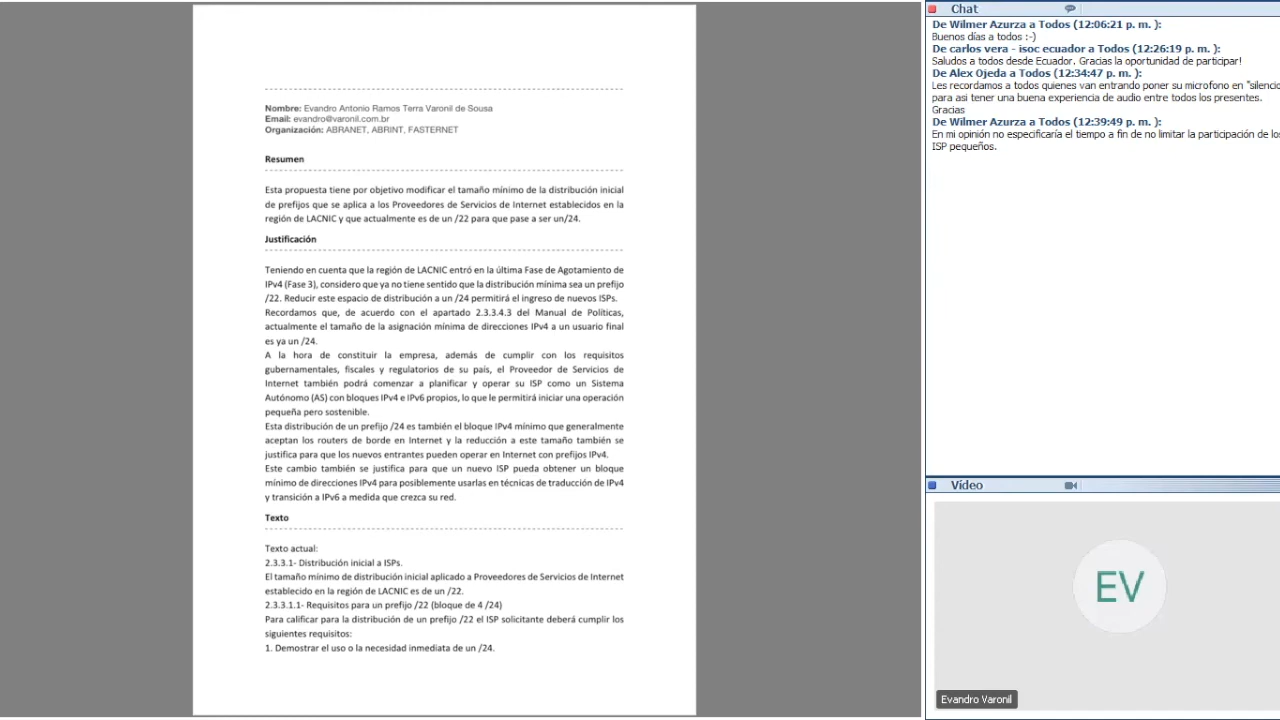 Nombre: Evandro Antonio Ramos Terra Varonil de Sousa
Email: evandro@varonil.com.br
Organización: ABRANET, ABRINT, FASTERNET
Resumen
Esta propuesta tiene por objetivo modificar el tamaño mínimo de la distribución inicial
de prefijos que se aplica a los Proveedores de Servicios de Internet establecidos en la
región de LACNIC y que actualmente es de un /22 para que pase a ser un/24.
Justificación
Teniendo en cuenta que la región de LACNIC entró en la última Fase de Agotamiento de
IPv4 (Fase 3), considero que ya no tiene sentido que la distribución mínima sea un prefijo
/22. Reducir este espacio de distribución a un /24 permitirá el ingreso de nuevos ISPs.
Recordamos que, de acuerdo con el apartado 2.3.3.4.3 del Manual de Políticas,
actualmente el tamaño de la asignación mínima de direcciones IPv4 a un usuario final
es ya un /24.
A la hora de constituir la empresa, además de cumplir con los requisitos
gubernamentales, fiscales y regulatorios de su país, el Proveedor de Servicios de
Internet también podrá comenzar a planificar y operar su ISP como un Sistema
Autónomo (AS) con bloques IPv4 e IPv6 propios, lo que le permitirá iniciar una operación
pequeña pero sostenible.
Esta distribución de un prefijo /24 es también el bloque IPv4 mínimo que generalmente
aceptan los routers de borde en Internet y la reducción a este tamaño también se
justifica para que los nuevos entrantes pueden operar en Internet con prefijos IPv4.
Este cambio también se justifica para que un nuevo ISP pueda obtener un bloque
mínimo de direcciones IPv4 para posiblemente usarlas en técnicas de traducción de IPv4
y transición a IPv6 a medida que crezca su red.
Texto
Texto actual:
2.3.3.1- Distribución inicial a ISPs.
El tamaño mínimo de distribución inicial aplicado a Proveedores de Servicios de Internet
establecido en la región de LACNIC es de un /22.
2.3.3.1.1- Requisitos para un prefijo /22 (bloque de 4 /24)
Para calificar para la distribución de un prefijo /22 el ISP solicitante deberá cumplir los
siguientes requisitos:
1. Demostrar el uso o la necesidad inmediata de un /24.
Chat
De Wilmer Azurza a Todos (12:06:21 p. m. ):
Buenos días a todos :-)
De carlos vera - isoc ecuador a Todos (12:26:19 p. m. ):
Saludos a todos desde Ecuador. Gracias la oportunidad de participar!
De Alex Ojeda a Todos (12:34:47 p. m. ):
Les recordamos a todos quienes van entrando poner su microfono en "silencio
para asi tener una buena experiencia de audio entre todos los presentes.
Gracias
De Wilmer Azurza a Todos (12:39:49 p. m. ):
En mi opinión no especificaría el tiempo a fin de no limitar la participación de los
ISP pequeños.
Vídeo
EV
Evandro Varonil